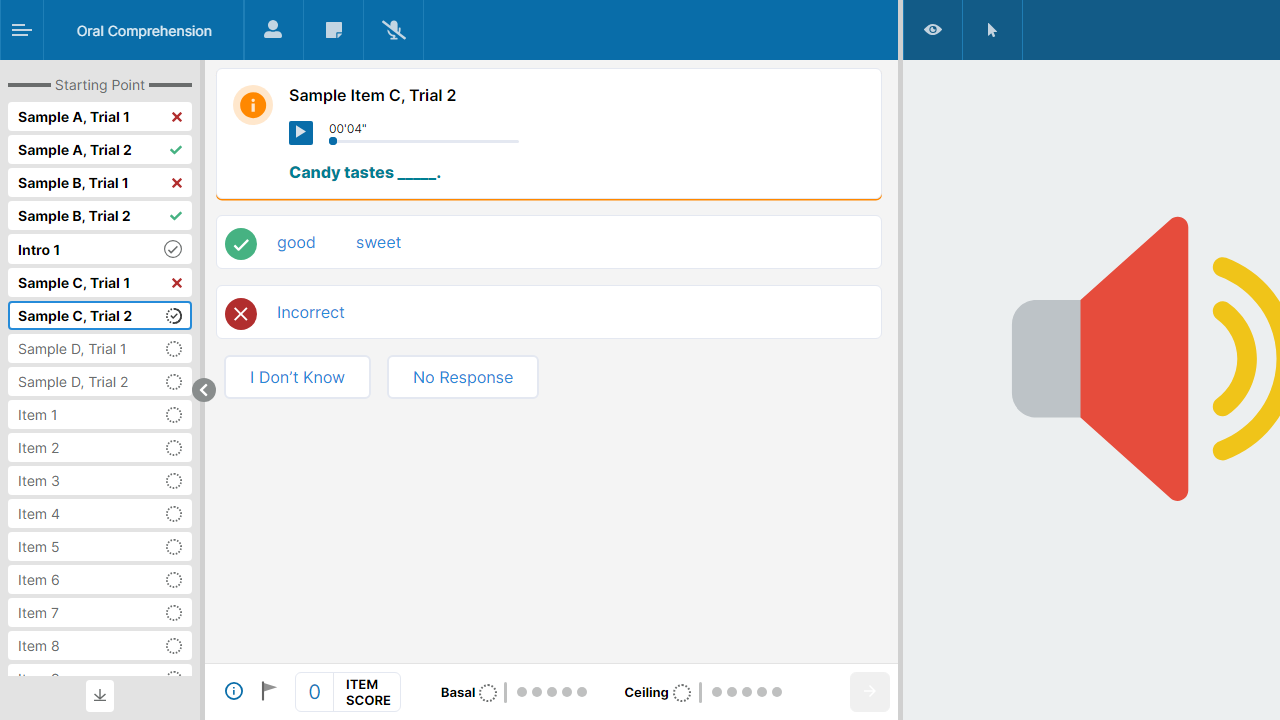 Oral Comprehension
Starting Point
Sample A, Trial 1
Sample A, Trial 2
Sample B, Trial 1
Sample B, Trial 2
Intro 1
Sample C, Trial 1
Sample C, Trial 2
Sample D, Trial 1
Sample D, Trial 2
Item 1
Item 2
Item 3
Item 4
Item 5
Item 6
Item 7
Item 8
Sample Item C, Trial 2
00'04"
Candy tastes _____.
good sweet
Incorrect
I Don’t Know No Response
0 ITEM SCORE
Basal
Ceiling